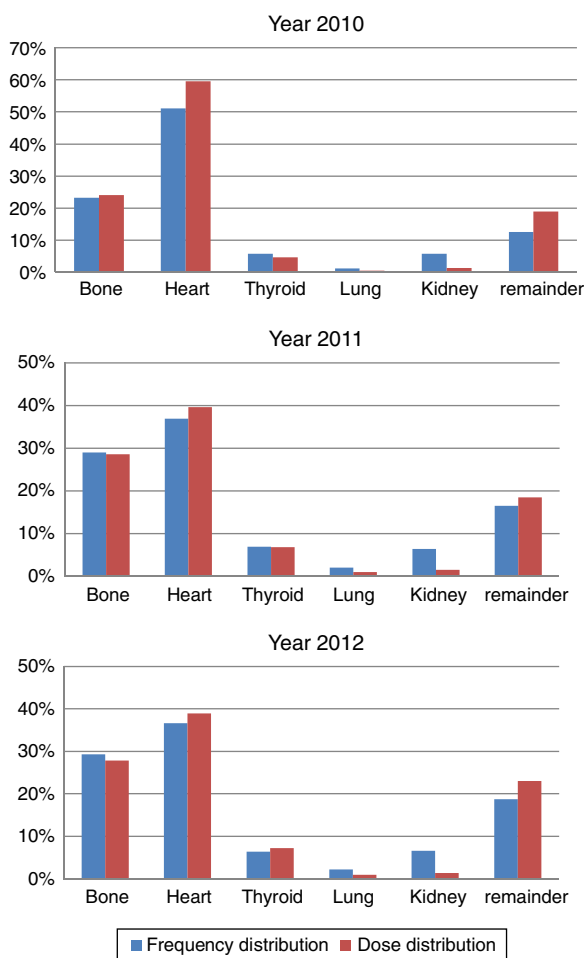 Year 2010
70%
60%
50%
40%
30%
20%
10%
0%
Bone Heart Thyroid Lung Kidney remainder
Year 2011
50%
40%
30%
20%
10%
0%
Bone Heart Thyroid Lung Kidney remainder
Year 2012
50%
40%
30%
20%
10%
0%
Bone Heart Thyroid Lung Kidney remainder
Frequency distribution Dose distribution